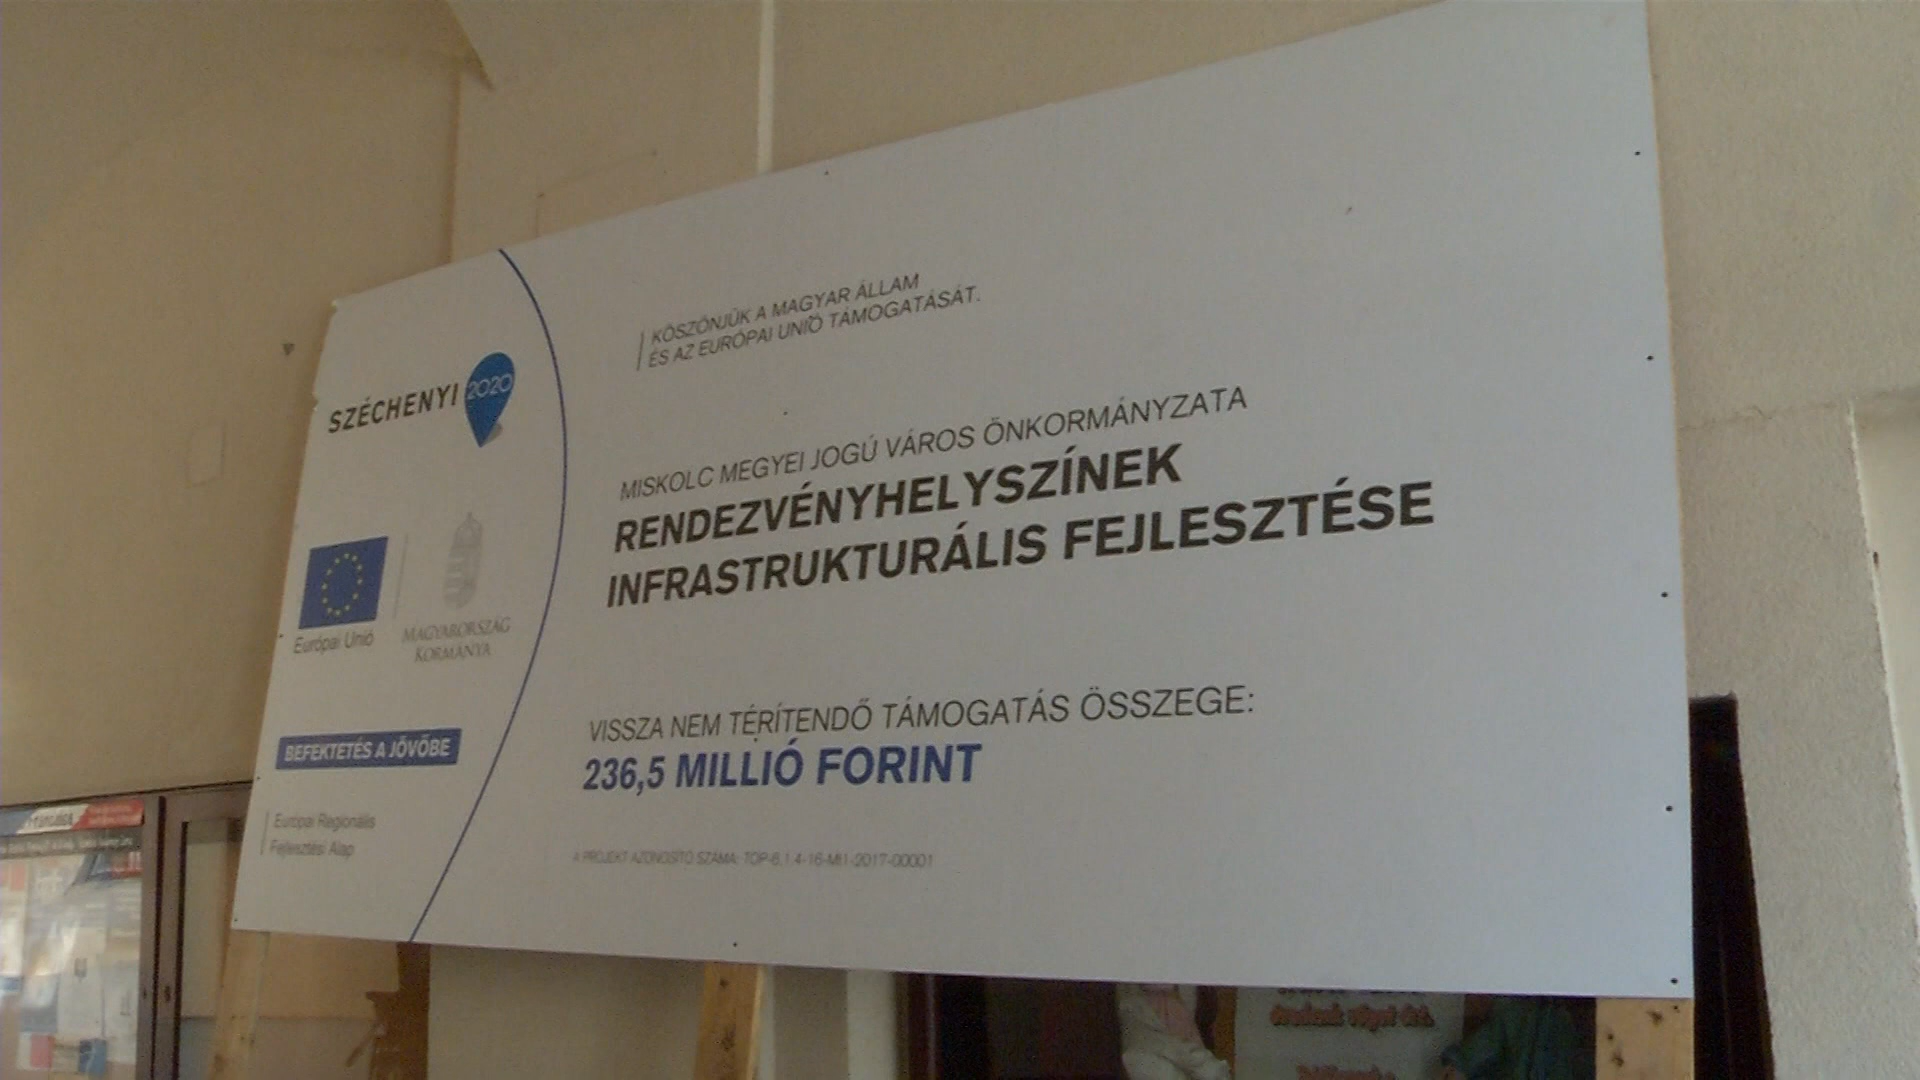 KÖSZÖNJÜK A MAGYAR ÁLLAM
ÉS AZ EURÓPAI UNIÓ TÁMOGATÁSÁT.
SZÉCHENYI 2020
MISKOLC MEGYEI JOGÚ VÁROS ÖNKORMÁNYZATA
RENDEZVÉNYHELYSZÍNEK
INFRASTRUKTURÁLIS FEJLESZTÉSE
Európai Unió
MAGYARORSZÁG
KORMÁNYA
VISSZA NEM TÉRÍTENDŐ TÁMOGATÁS ÖSSZEGE:
236,5 MILLIÓ FORINT
BEFEKTETÉS A JÖVŐBE
Európai Regionális
Fejlesztési Alap
A PROJEKT AZONOSÍTÓ SZÁMA: TOP-6.1.4-16-MI1-2017-00001